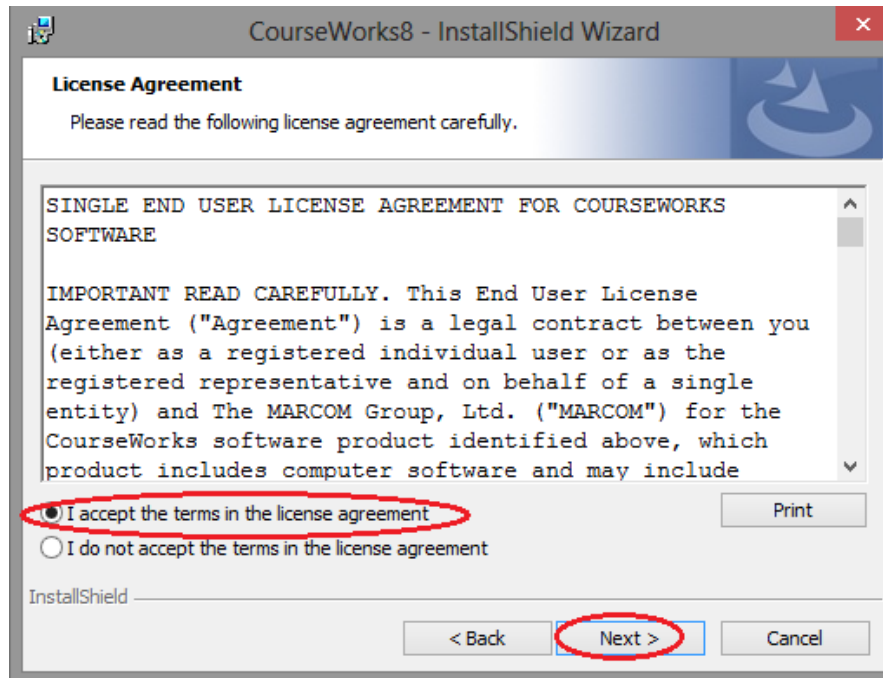 CourseWorks8 - InstallShield Wizard
License Agreement
Please read the following license agreement carefully.
SINGLE END USER LICENSE AGREEMENT FOR COURSEWORKS
SOFTWARE
IMPORTANT READ CAREFULLY. This End User License
Agreement ("Agreement") is a legal contract between you
(either as a registered individual user or as the
registered representative and on behalf of a single
entity) and The MARCOM Group, Ltd. ("MARCOM") for the
CourseWorks software product identified above, which
product includes computer software and may include
I accept the terms in the license agreement
Print
I do not accept the terms in the license agreement
InstallShield
< Back
Next >
Cancel